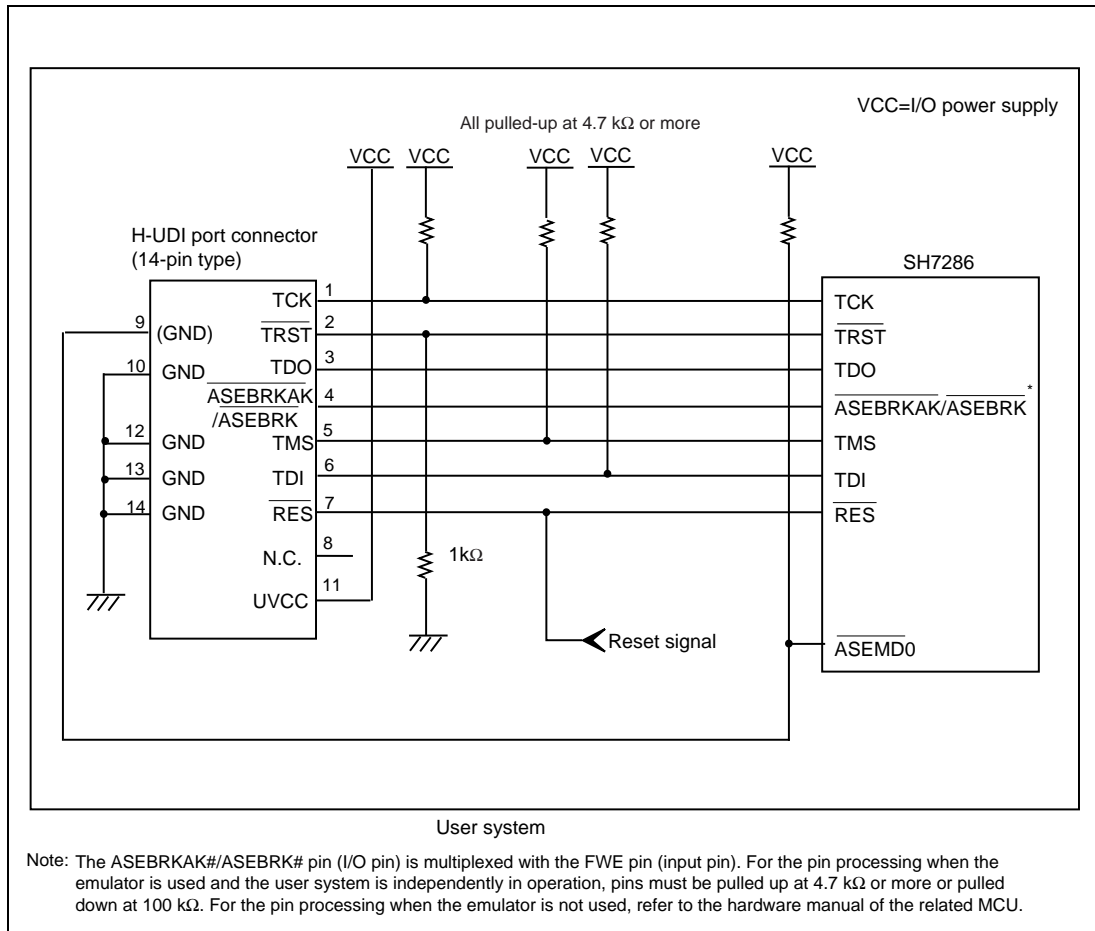 VCC=I/O power supply
All pulled-up at 4.7 kΩ or more
VCC VCC VCC VCC VCC
H-UDI port connector
(14-pin type)
SH7286
TCK 1 TCK
9 (GND) TRST 2 TRST
TDO 3 TDO
10 GND
ASEBRKAK
/ASEBRK 4 ASEBRKAK/ASEBRK*
12 GND TMS 5 TMS
13 GND TDI 6 TDI
14 GND RES 7 RES
N.C. 8
1kΩ
UVCC 11
Reset signal
ASEMD0
User system
Note: The ASEBRKAK#/ASEBRK# pin (I/O pin) is multiplexed with the FWE pin (input pin). For the pin processing when the
emulator is used and the user system is independently in operation, pins must be pulled up at 4.7 kΩ or more or pulled
down at 100 kΩ. For the pin processing when the emulator is not used, refer to the hardware manual of the related MCU.